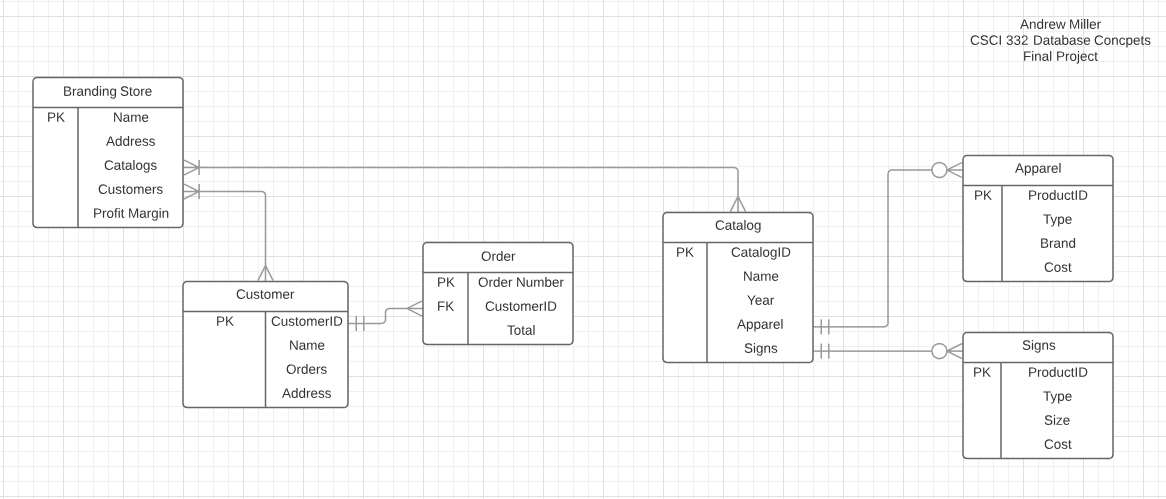 Andrew Miller
CSCI 332 Database Concpets
Final Project
Branding Store
PK Name
Address
Catalogs
Customers
Profit Margin
Customer
PK CustomerID
Name
Orders
Address
Order
PK Order Number
FK CustomerID
Total
Catalog
PK CatalogID
Name
Year
Apparel
Signs
Apparel
PK ProductID
Type
Brand
Cost
Signs
PK ProductID
Type
Size
Cost